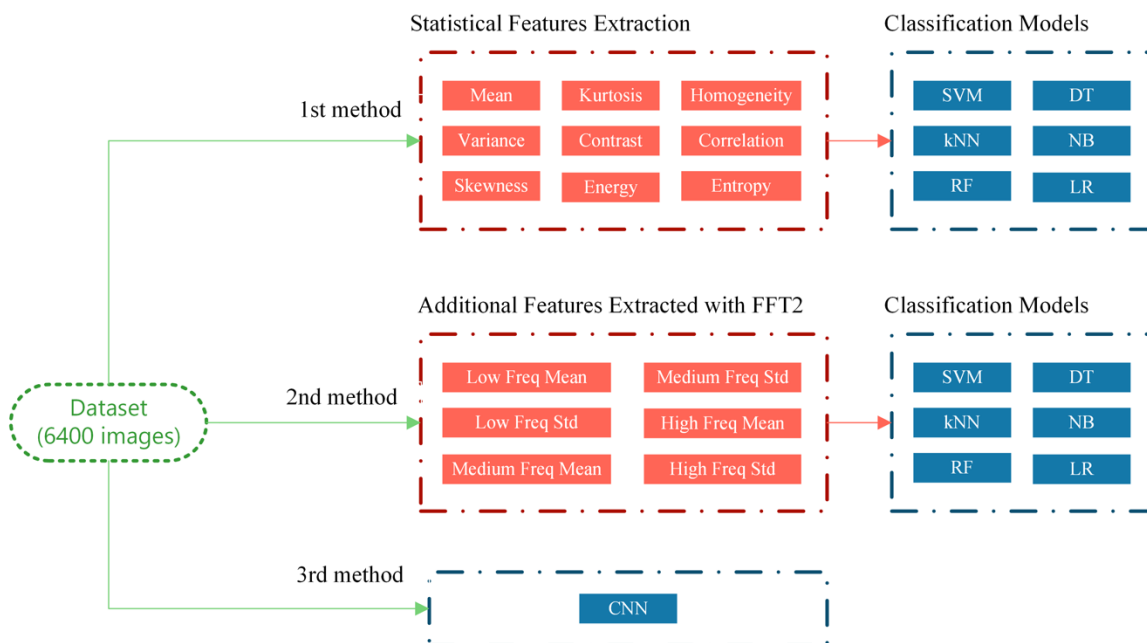 Statistical Features Extraction
Classification Models
1st method
Mean
Kurtosis
Homogeneity
Variance
Contrast
Correlation
Skewness
Energy
Entropy
SVM
DT
kNN
NB
RF
LR
Additional Features Extracted with FFT2
Classification Models
2nd method
Low Freq Mean
Medium Freq Std
Low Freq Std
High Freq Mean
Medium Freq Mean
High Freq Std
SVM
DT
kNN
NB
RF
LR
Dataset
(6400 images)
3rd method
CNN